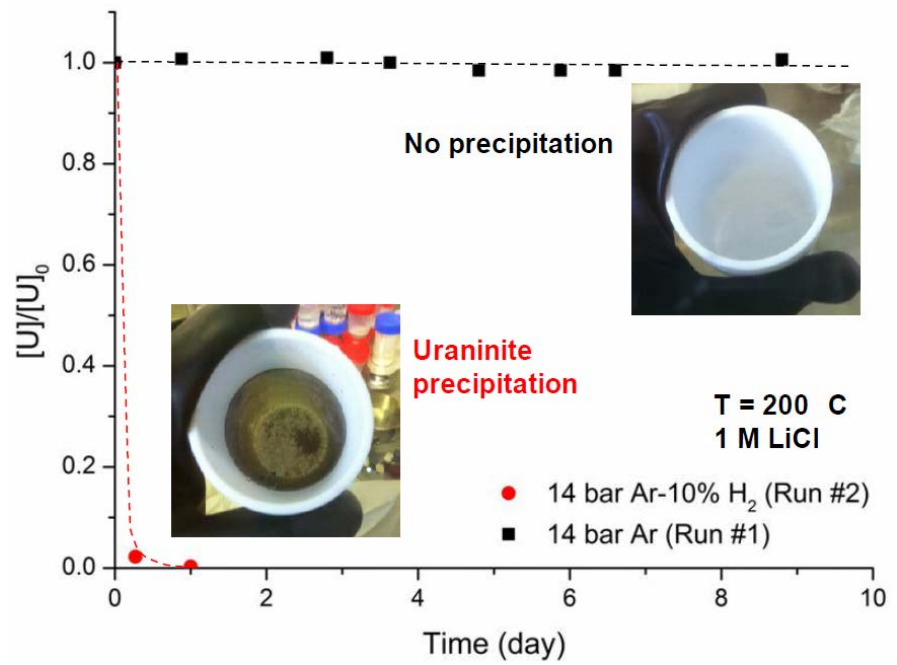 1.0
0.8
0.6
0.4
0.2
0.0
[U]/[U]₀
No precipitation
Uraninite
precipitation
T = 200 C
1 M LiCl
14 bar Ar-10% H₂ (Run #2)
14 bar Ar (Run #1)
0 2 4 6 8 10
Time (day)